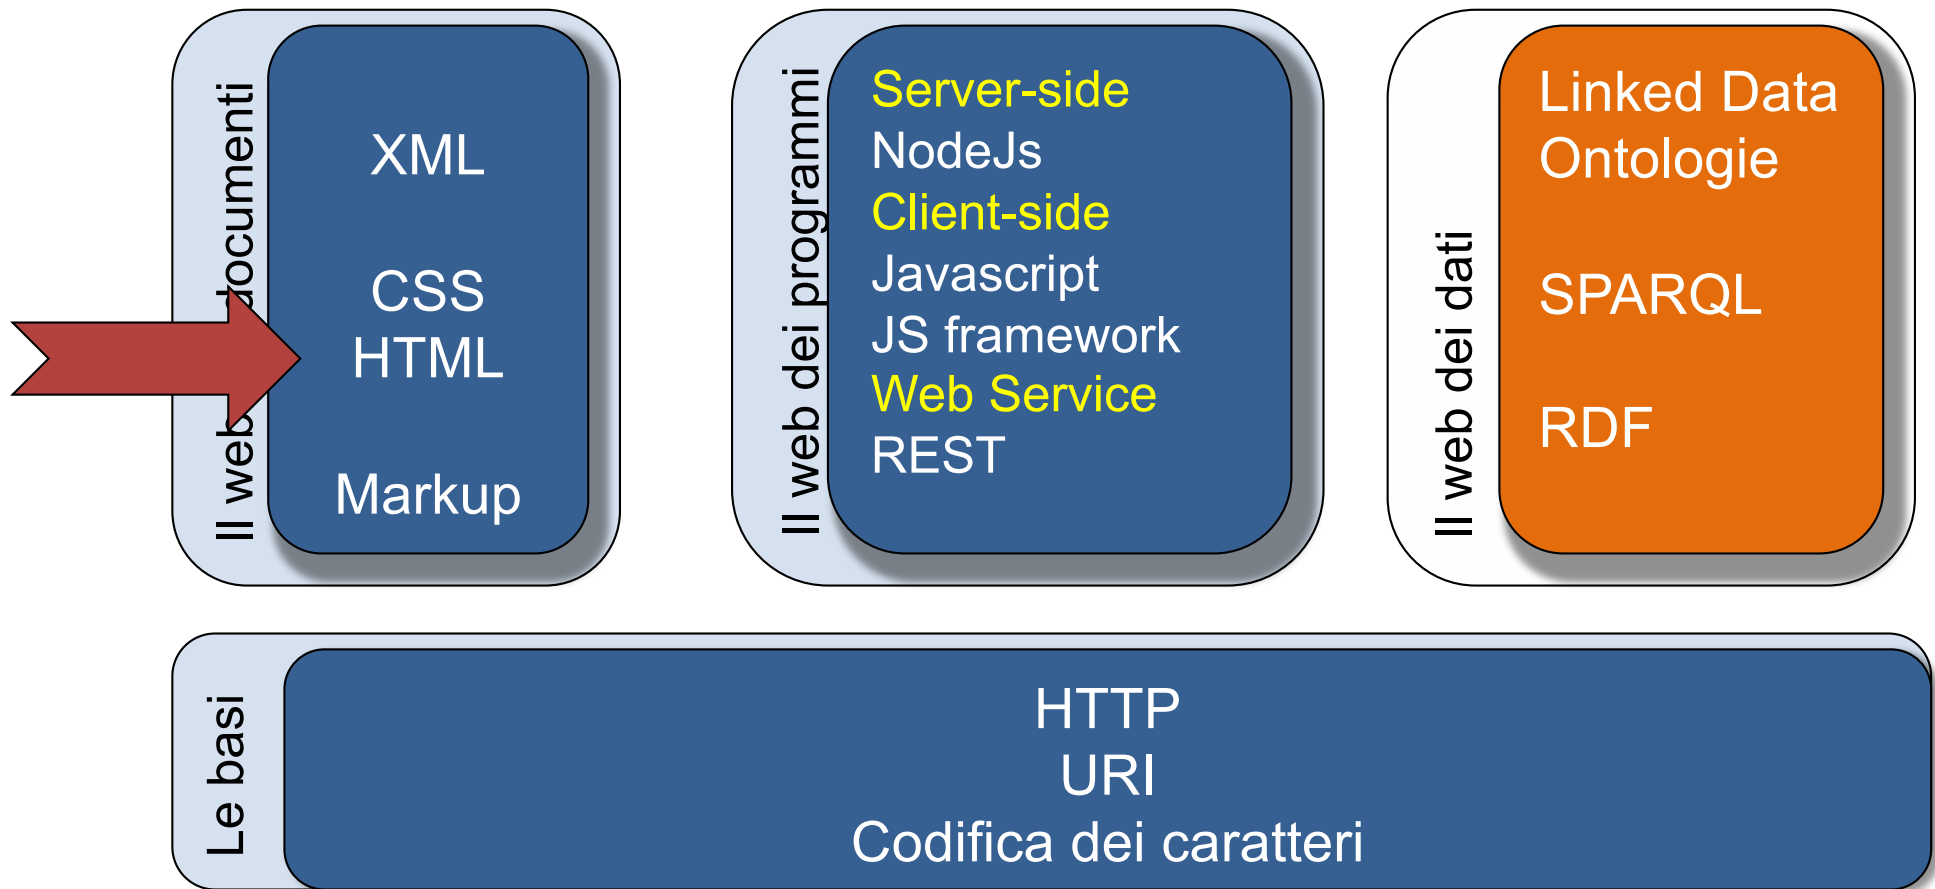 Il web documenti
XML
CSS
HTML
Markup
Il web dei programmi
Server-side
NodeJs
Client-side
Javascript
JS framework
Web Service
REST
Il web dei dati
Linked Data
Ontologie
SPARQL
RDF
Le basi
HTTP
URI
Codifica dei caratteri